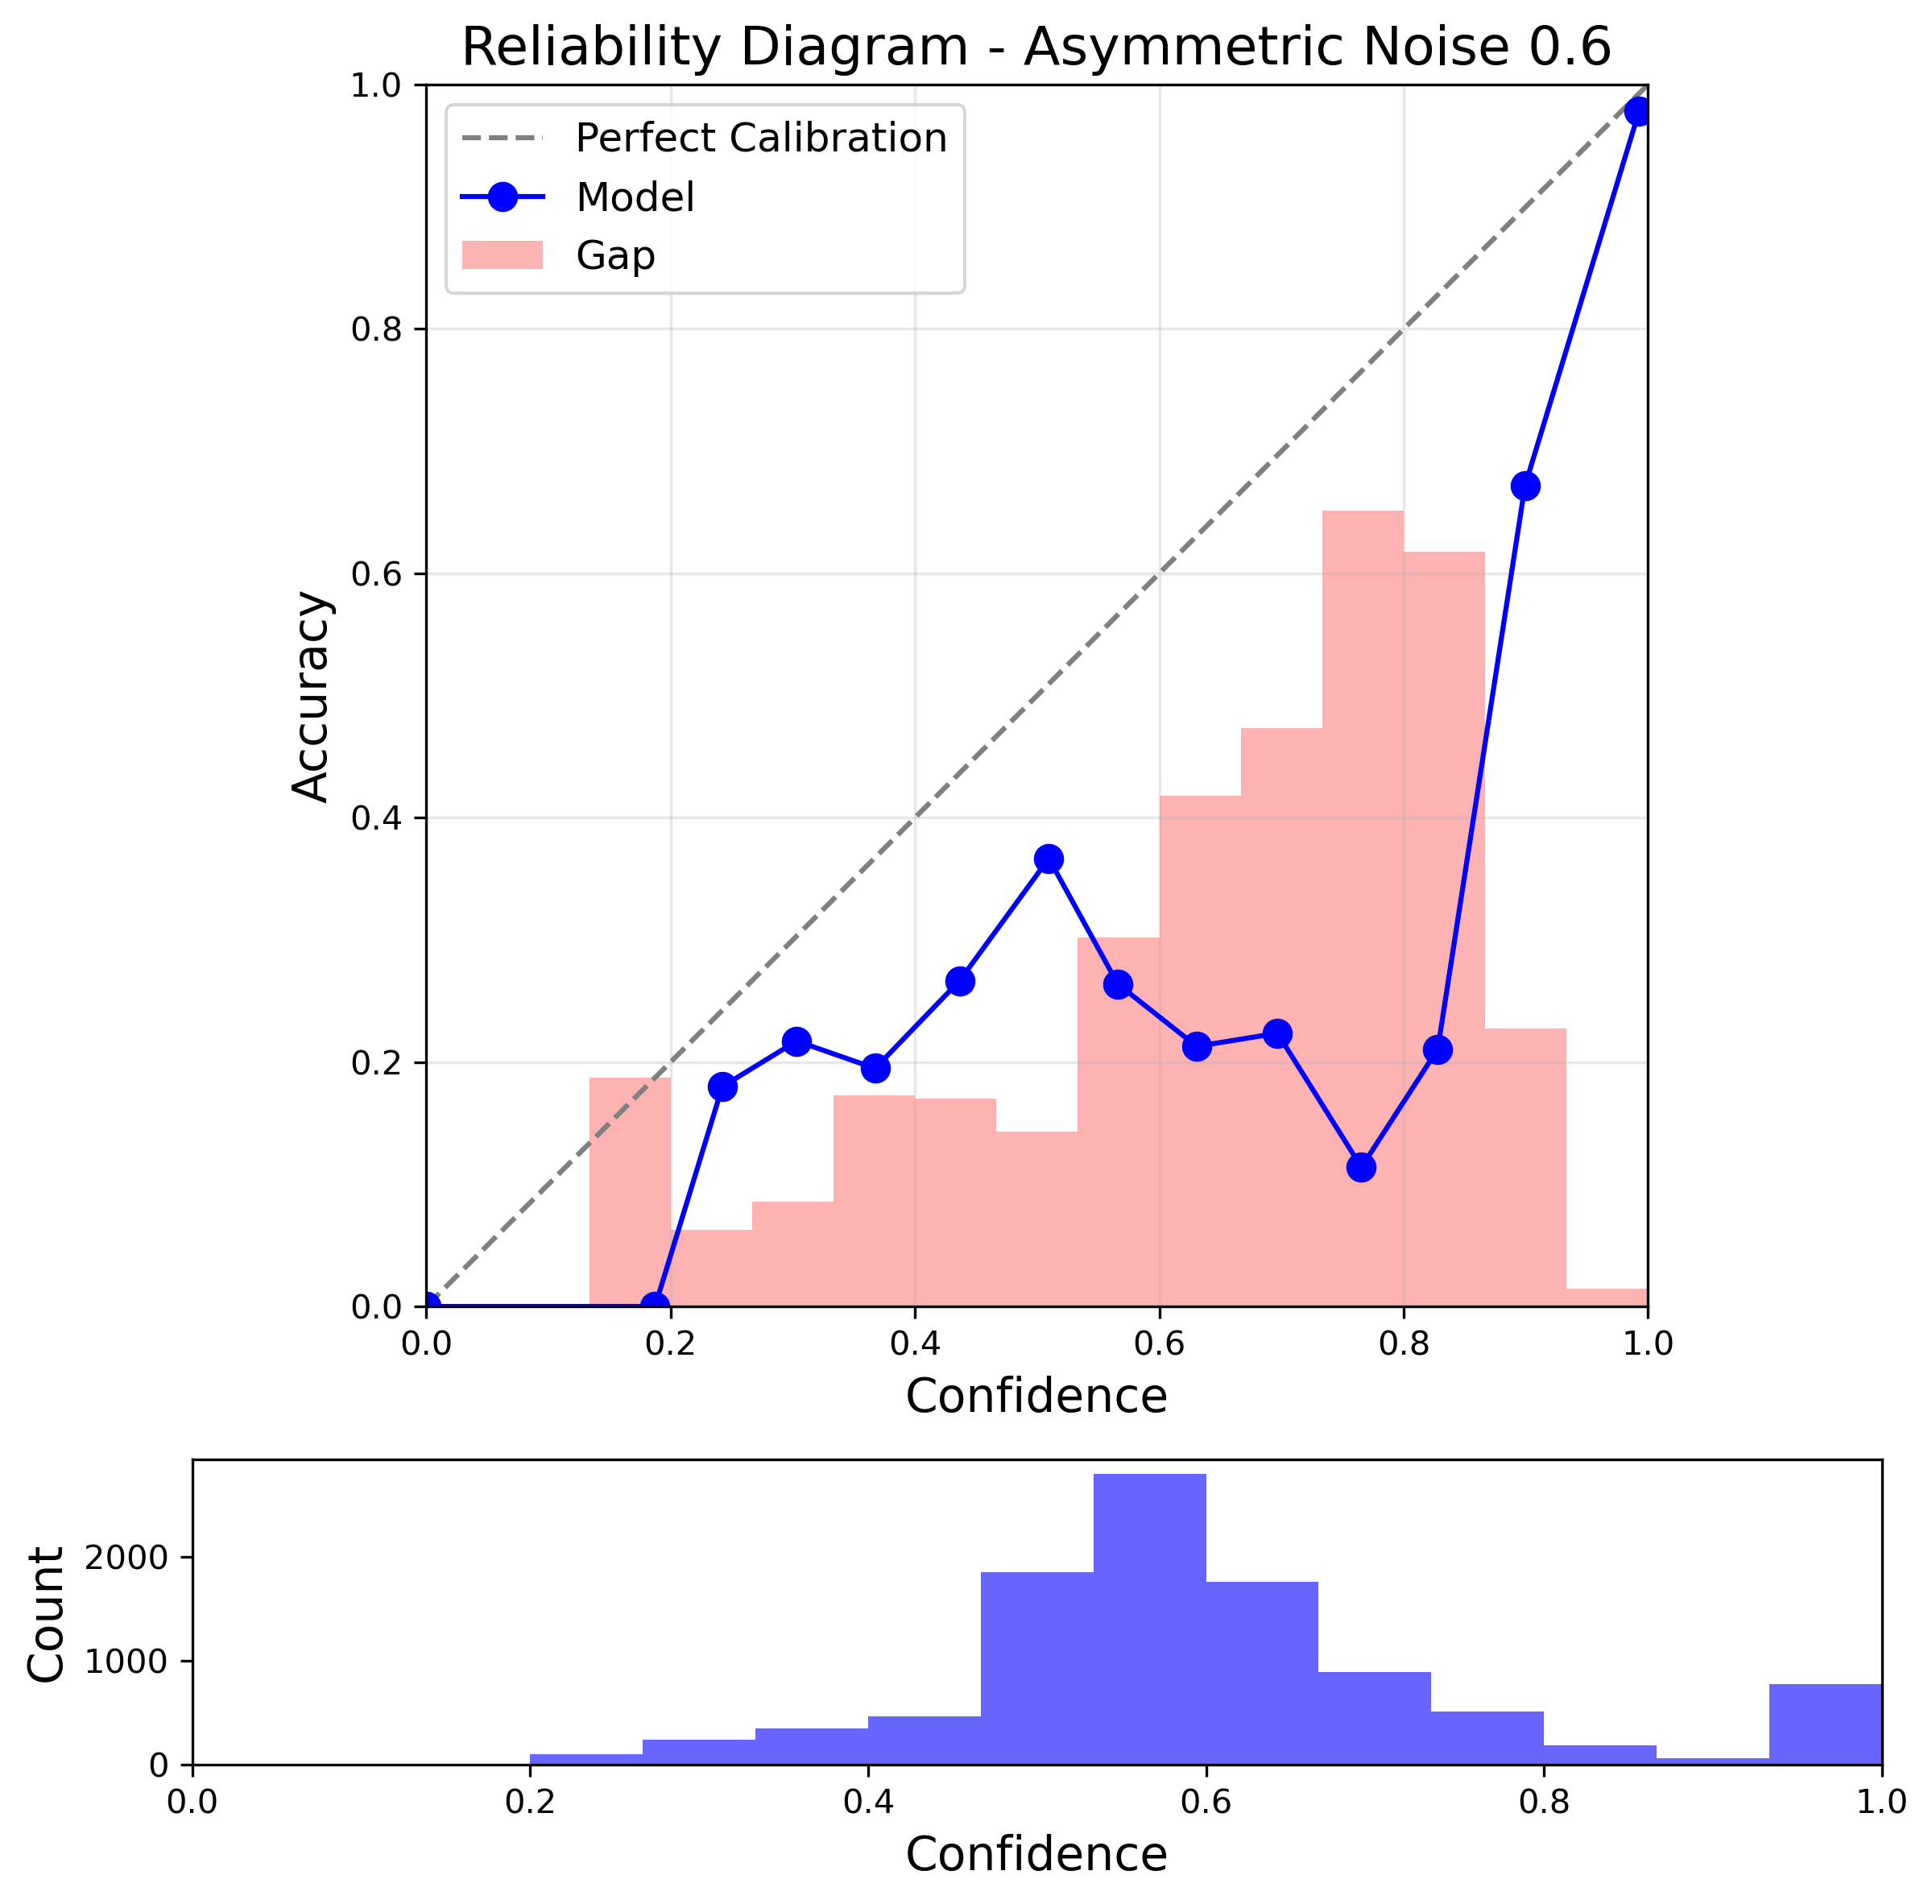 Reliability Diagram - Asymmetric Noise 0.6
Perfect Calibration
Model
Gap
Accuracy
1.0
0.8
0.6
0.4
0.2
0.0
0.0 0.2 0.4 0.6 0.8 1.0
Confidence
Count
2000
1000
0
0.0 0.2 0.4 0.6 0.8 1.0
Confidence